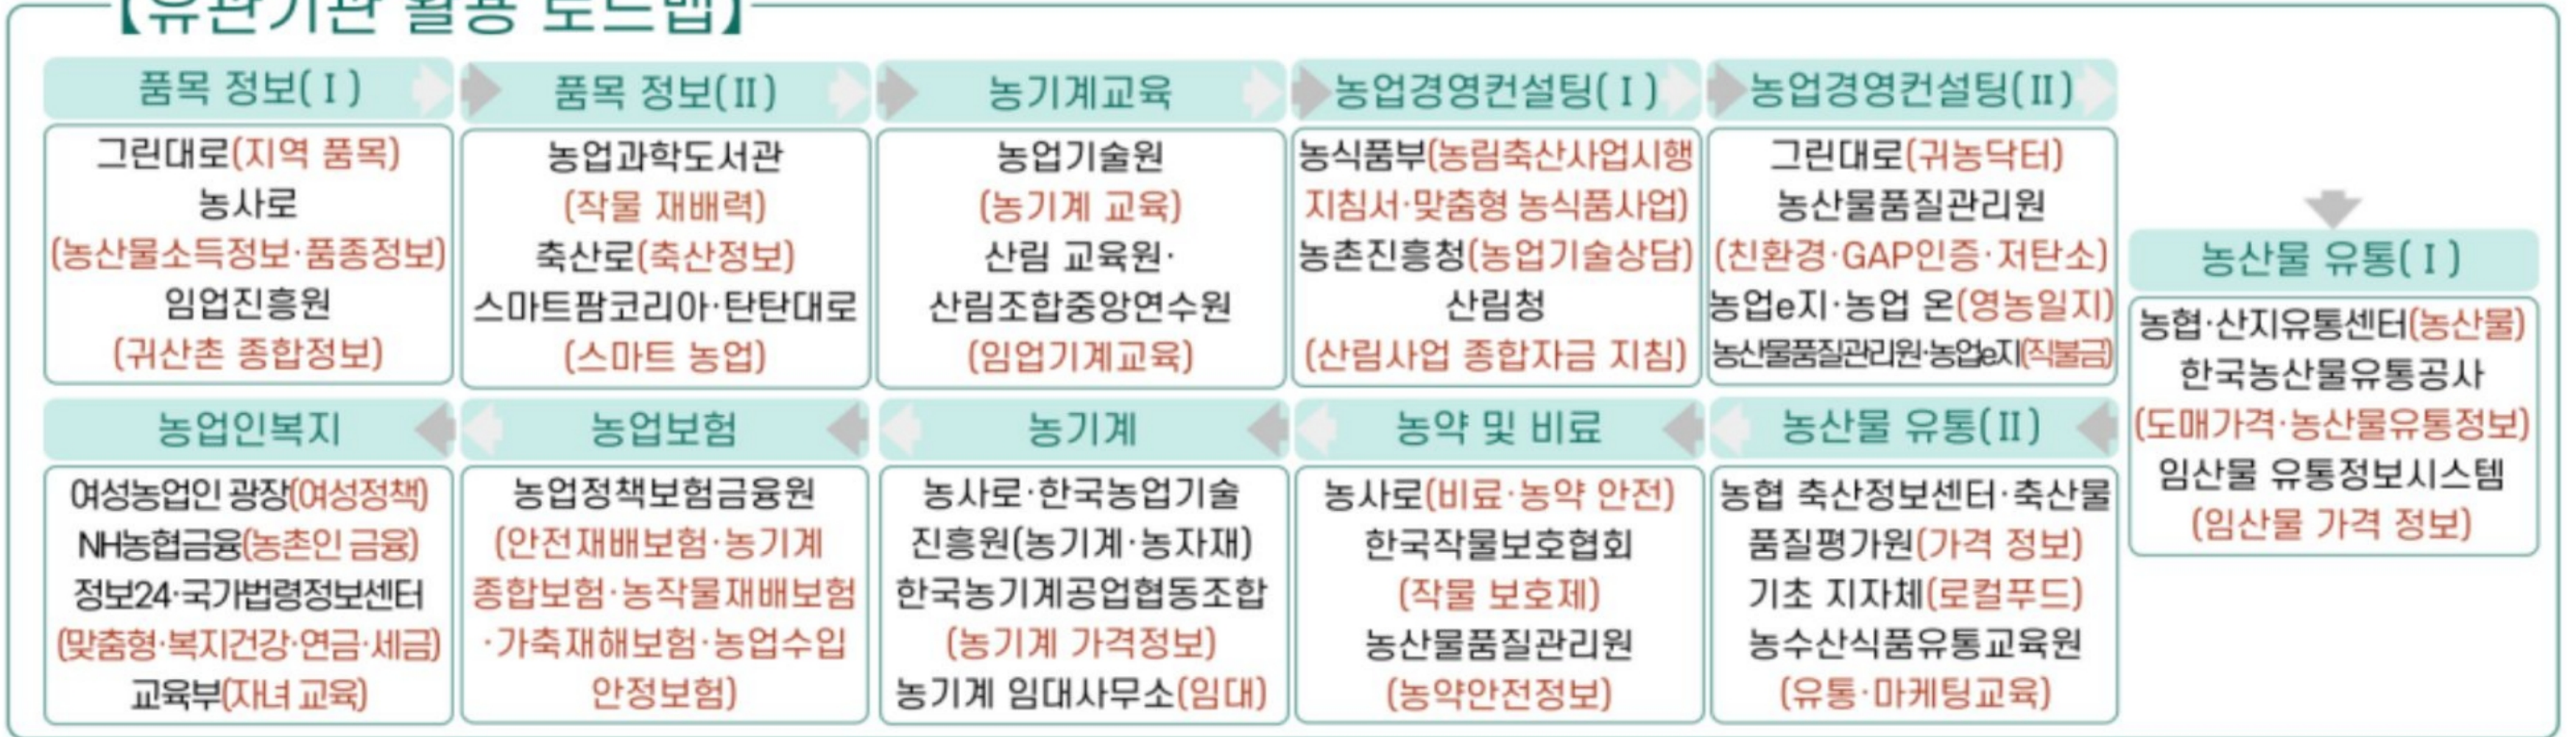 【유관기관 활용 로드맵】
품목 정보(Ⅰ)
그린대로(지역 품목)
농사로
(농산물소득정보·품종정보)
임업진흥원
(귀산촌 종합정보)
품목 정보(Ⅱ)
농업과학도서관
(작물 재배력)
축산로(축산정보)
스마트팜코리아·탄탄대로
(스마트 농업)
농기계교육
농업기술원
(농기계 교육)
산림 교육원·
산림조합중앙연수원
(임업기계교육)
농업경영컨설팅(Ⅰ)
농식품부(농림축산사업시행
지침서·맞춤형 농식품사업)
농촌진흥청(농업기술상담)
산림청
(산림사업 종합자금 지침)
농업경영컨설팅(Ⅱ)
그린대로(귀농닥터)
농산물품질관리원
(친환경·GAP인증·저탄소)
농업e지·농업 온(영농일지)
농산물품질관리원·농업e지(직불금)
농산물 유통(Ⅰ)
농협·산지유통센터(농산물)
한국농산물유통공사
(도매가격·농산물유통정보)
임산물 유통정보시스템
(임산물 가격 정보)
농산물 유통(Ⅱ)
농협 축산정보센터·축산물
품질평가원(가격 정보)
기초 지자체(로컬푸드)
농수산식품유통교육원
(유통·마케팅교육)
농약 및 비료
농사로(비료·농약 안전)
한국작물보호협회
(작물 보호제)
농산물품질관리원
(농약안전정보)
농기계
농사로·한국농업기술
진흥원(농기계·농자재)
한국농기계공업협동조합
(농기계 가격정보)
농기계 임대사무소(임대)
농업보험
농업정책보험금융원
(안전재배보험·농기계
종합보험·농작물재배보험
·가축재해보험·농업수입
안정보험)
농업인복지
여성농업인 광장(여성정책)
NH농협금융(농촌인 금융)
정보24·국가법령정보센터
(맞춤형·복지건강·연금·세금)
교육부(자녀 교육)